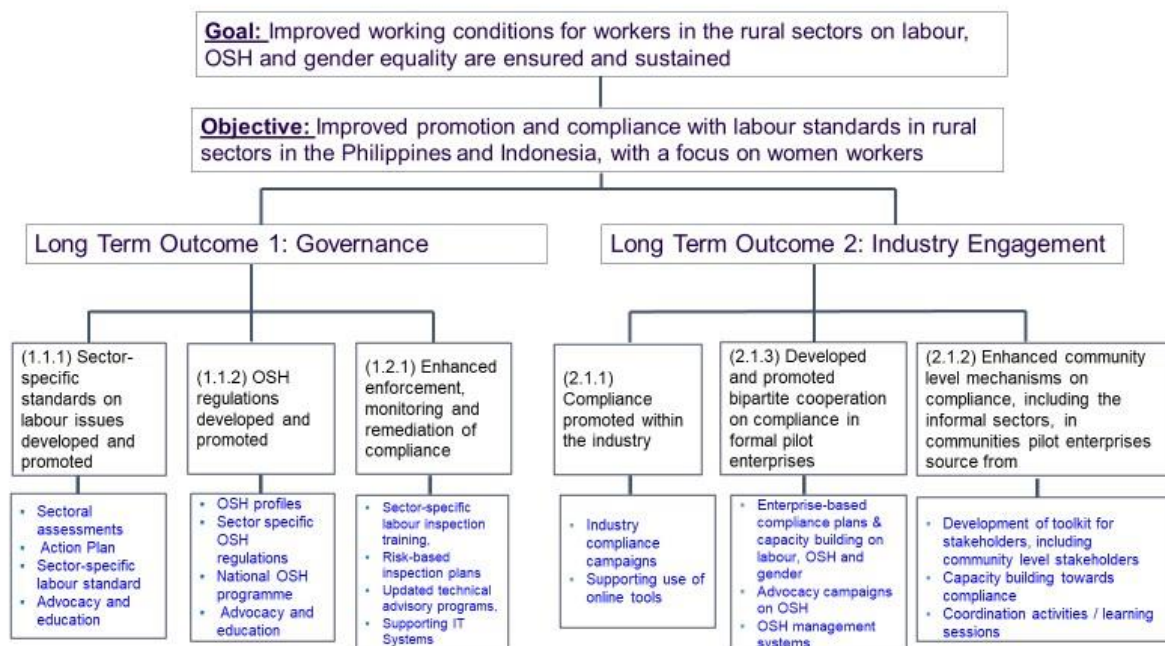 Goal: Improved working conditions for workers in the rural sectors on labour,
OSH and gender equality are ensured and sustained
Objective: Improved promotion and compliance with labour standards in rural
sectors in the Philippines and Indonesia, with a focus on women workers
Long Term Outcome 1: Governance
Long Term Outcome 2: Industry Engagement
(1.1.1) Sector-
specific
standards on
labour issues
developed and
promoted
(1.1.2) OSH
regulations
developed and
promoted
(1.2.1) Enhanced
enforcement,
monitoring and
remediation of
compliance
(2.1.1)
Compliance
promoted within
the industry
(2.1.3) Developed
and promoted
bipartite cooperation
on compliance in
formal pilot
enterprises
(2.1.2) Enhanced community
level mechanisms on
compliance, including the
informal sectors, in
communities pilot enterprises
source from
• Sectoral
assessments
• Action Plan
• Sector-specific
labour standard
• Advocacy and
education
• OSH profiles
• Sector specific
OSH
regulations
• National OSH
programme
• Advocacy and
education
• Sector-specific
labour inspection
training,
• Risk-based
inspection plans
• Updated technical
advisory programs,
• Supporting IT
Systems
• Industry
compliance
campaigns
• Supporting use of
online tools
• Enterprise-based
compliance plans &
capacity building on
labour, OSH and
gender
• Advocacy campaigns
on OSH
• OSH management
systems
• Development of toolkit for
stakeholders, including
community level stakeholders
• Capacity building towards
compliance
• Coordination activities / learning
sessions